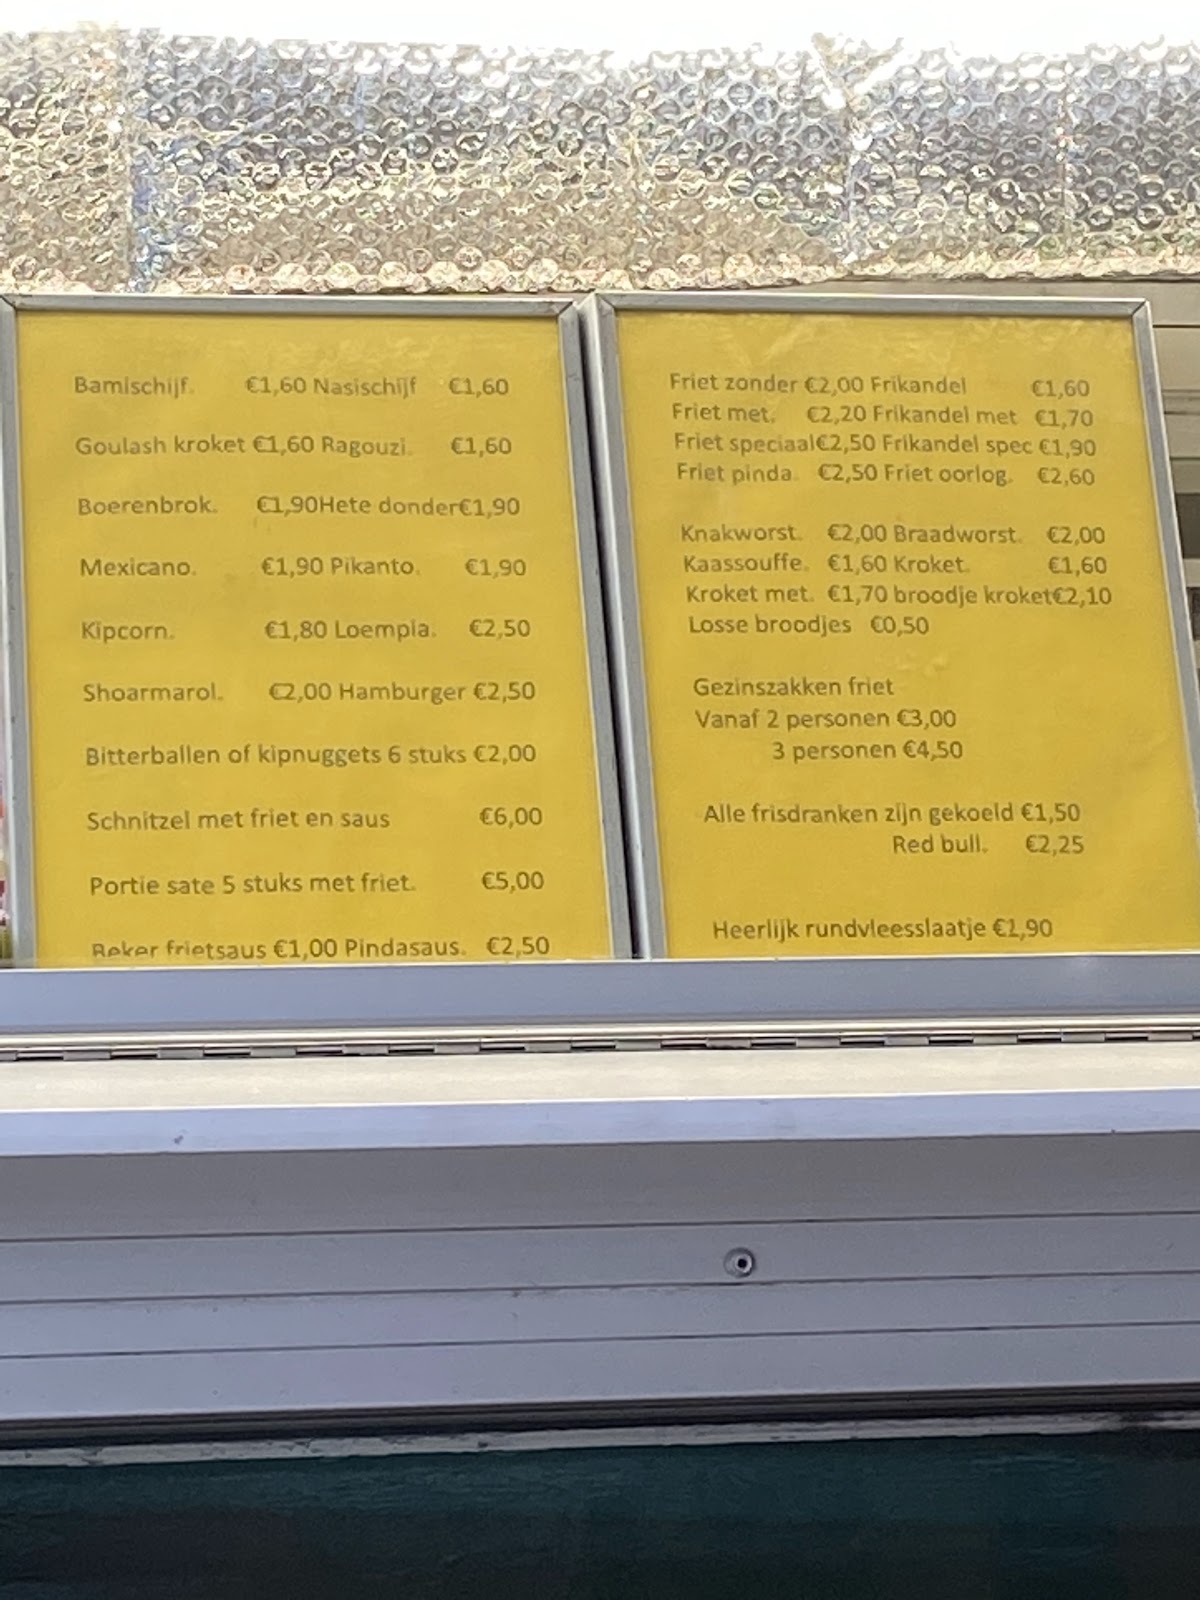 Bamischijf. €1,60 Nasischijf €1,60
Goulash kroket €1,60 Ragouzi. €1,60
Boerenbrok. €1,90Hete donder€1,90
Mexicano. €1,90 Pikanto. €1,90
Kipcorn. €1,80 Loempia. €2,50
Shoarmarol. €2,00 Hamburger €2,50
Bitterballen of kipnuggets 6 stuks €2,00
Schnitzel met friet en saus €6,00
Portie sate 5 stuks met friet. €5,00
Beker frietsaus €1,00 Pindasaus. €2,50
Friet zonder €2,00 Frikandel €1,60
Friet met. €2,20 Frikandel met €1,70
Friet speciaal€2,50 Frikandel spec €1,90
Friet pinda. €2,50 Friet oorlog. €2,60
Knakworst. €2,00 Braadworst. €2,00
Kaassouffe. €1,60 Kroket. €1,60
Kroket met. €1,70 broodje kroket€2,10
Losse broodjes €0,50
Gezinszakken friet
Vanaf 2 personen €3,00
3 personen €4,50
Alle frisdranken zijn gekoeld €1,50
Red bull. €2,25
Heerlijk rundvleesslaatje €1,90